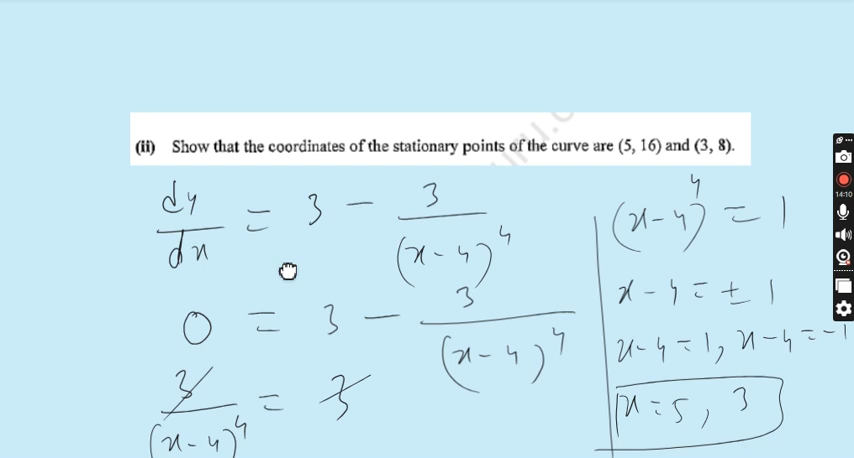 (ii) Show that the coordinates of the stationary points of the curve are (5, 16) and (3, 8).
dy/dx = 3 - 3/(x-4)^4
0 = 3 - 3/(x-4)^4
3/(x-4)^4 = 3
(x-4)^4 = 1
x-4 = ± 1
x-4=1, x-4=-1
x=5, 3
14:10